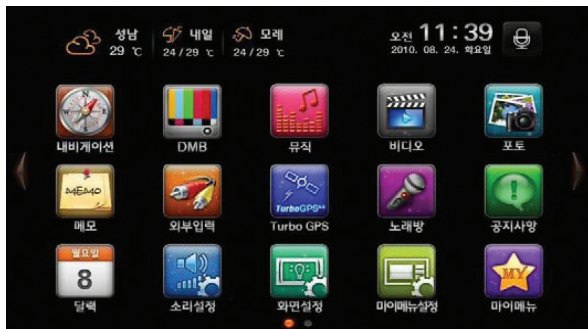 성남
29 ℃
내일
24 / 29 ℃
모레
24 / 29 ℃
오전 11:39
2010. 08. 24. 화요일
내비게이션
DMB
뮤직
비디오
포토
MEMO
TurboGPS
메모
외부입력
Turbo GPS
노래방
공지사항
월요일
8
MY
달력
소리설정
화면설정
마이메뉴설정
마이메뉴